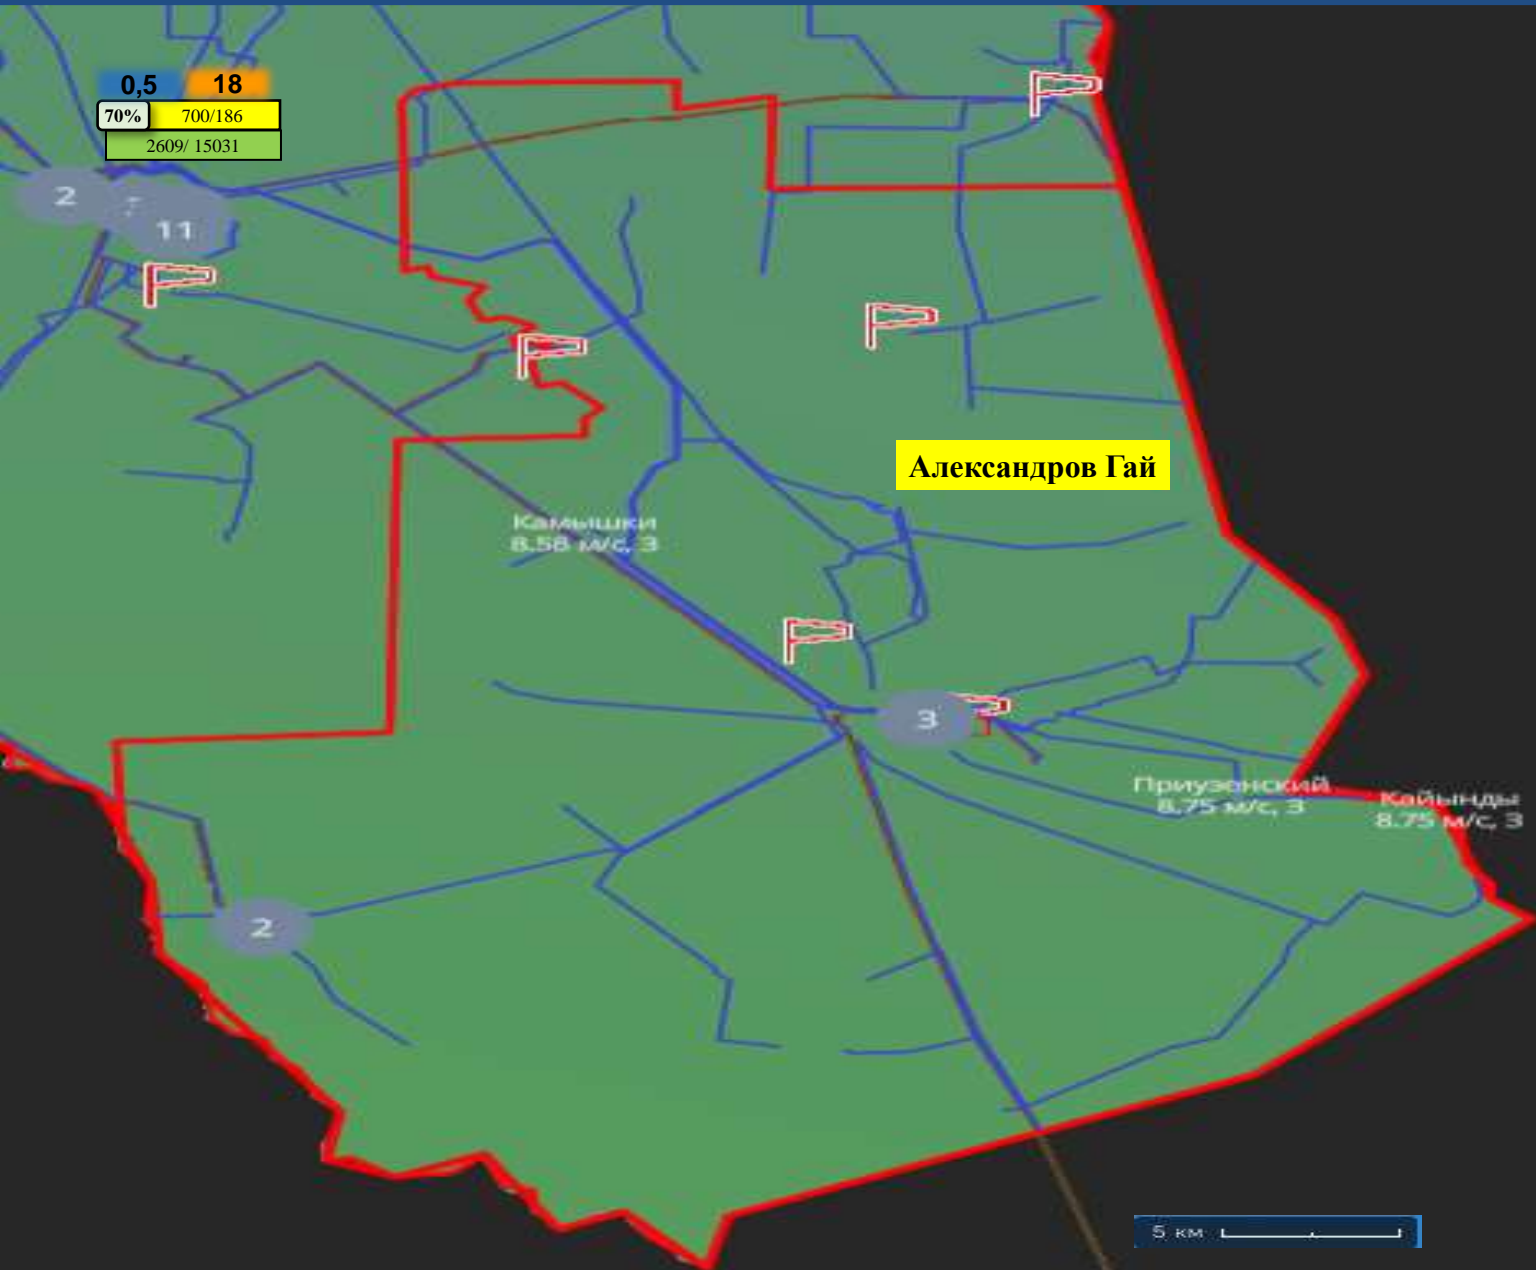 0,5 18
70% 700/186
2609/ 15031
2
11
Александров Гай
Камышки
8.58 м/с, 3
3
Приузенский
8.75 м/с, 3
Кайынды
8.75 м/с, 3
2
5 км